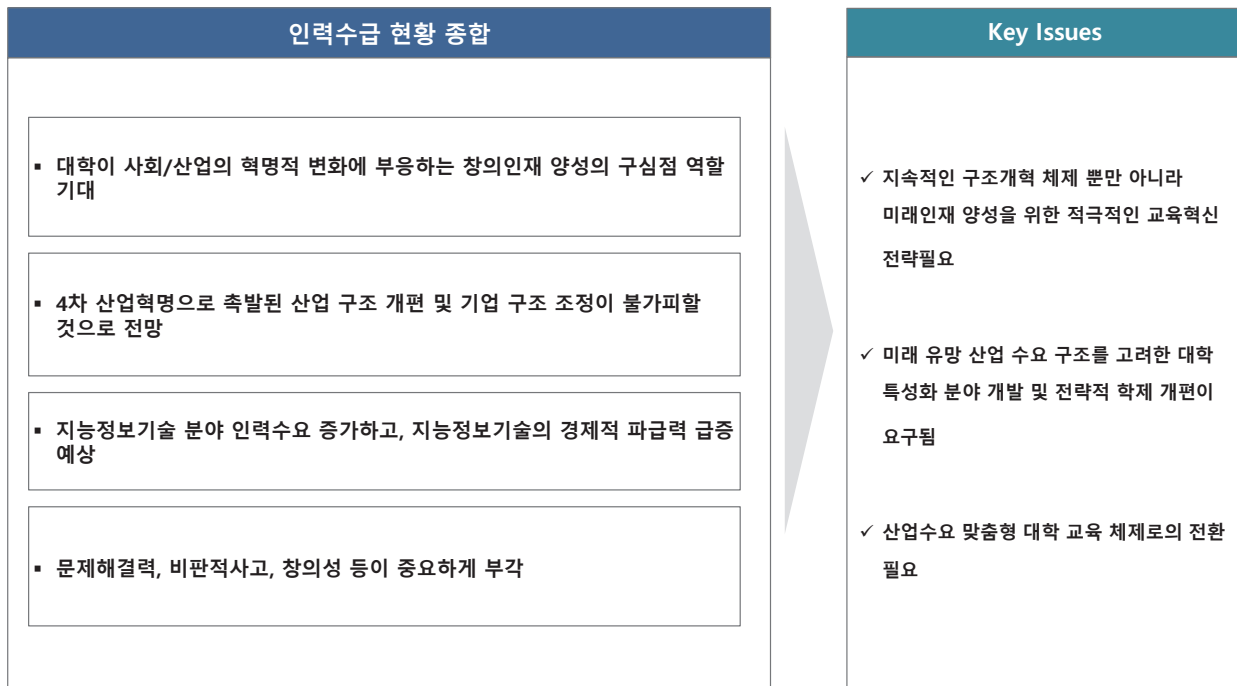 인력수급 현황 종합
▪ 대학이 사회/산업의 혁명적 변화에 부응하는 창의인재 양성의 구심점 역할
기대
▪ 4차 산업혁명으로 촉발된 산업 구조 개편 및 기업 구조 조정이 불가피할
것으로 전망
▪ 지능정보기술 분야 인력수요 증가하고, 지능정보기술의 경제적 파급력 급증
예상
▪ 문제해결력, 비판적사고, 창의성 등이 중요하게 부각
Key Issues
✓ 지속적인 구조개혁 체제 뿐만 아니라
미래인재 양성을 위한 적극적인 교육혁신
전략필요
✓ 미래 유망 산업 수요 구조를 고려한 대학
특성화 분야 개발 및 전략적 학제 개편이
요구됨
✓ 산업수요 맞춤형 대학 교육 체제로의 전환
필요